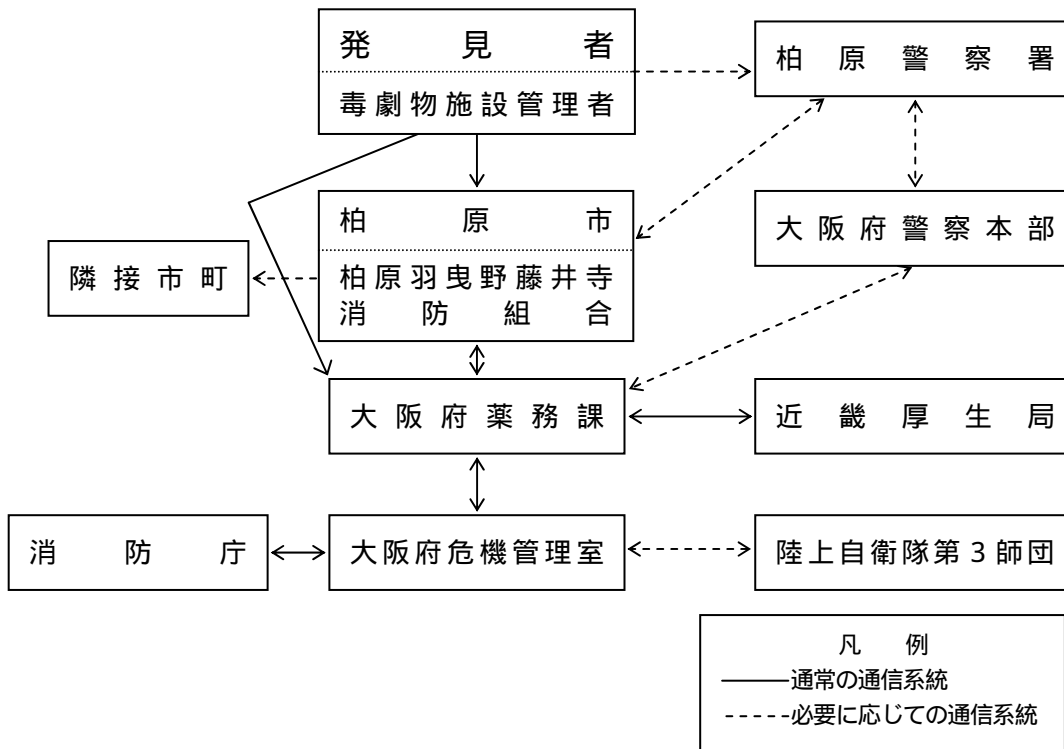 発見者
毒劇物施設管理者
柏原警察署
柏原市
柏原羽曳野藤井寺
消防組合
大阪府警察本部
隣接市町
大阪府薬務課
近畿厚生局
消防庁
大阪府危機管理室
陸上自衛隊第3師団
凡例
通常の通信系統
必要に応じての通信系統